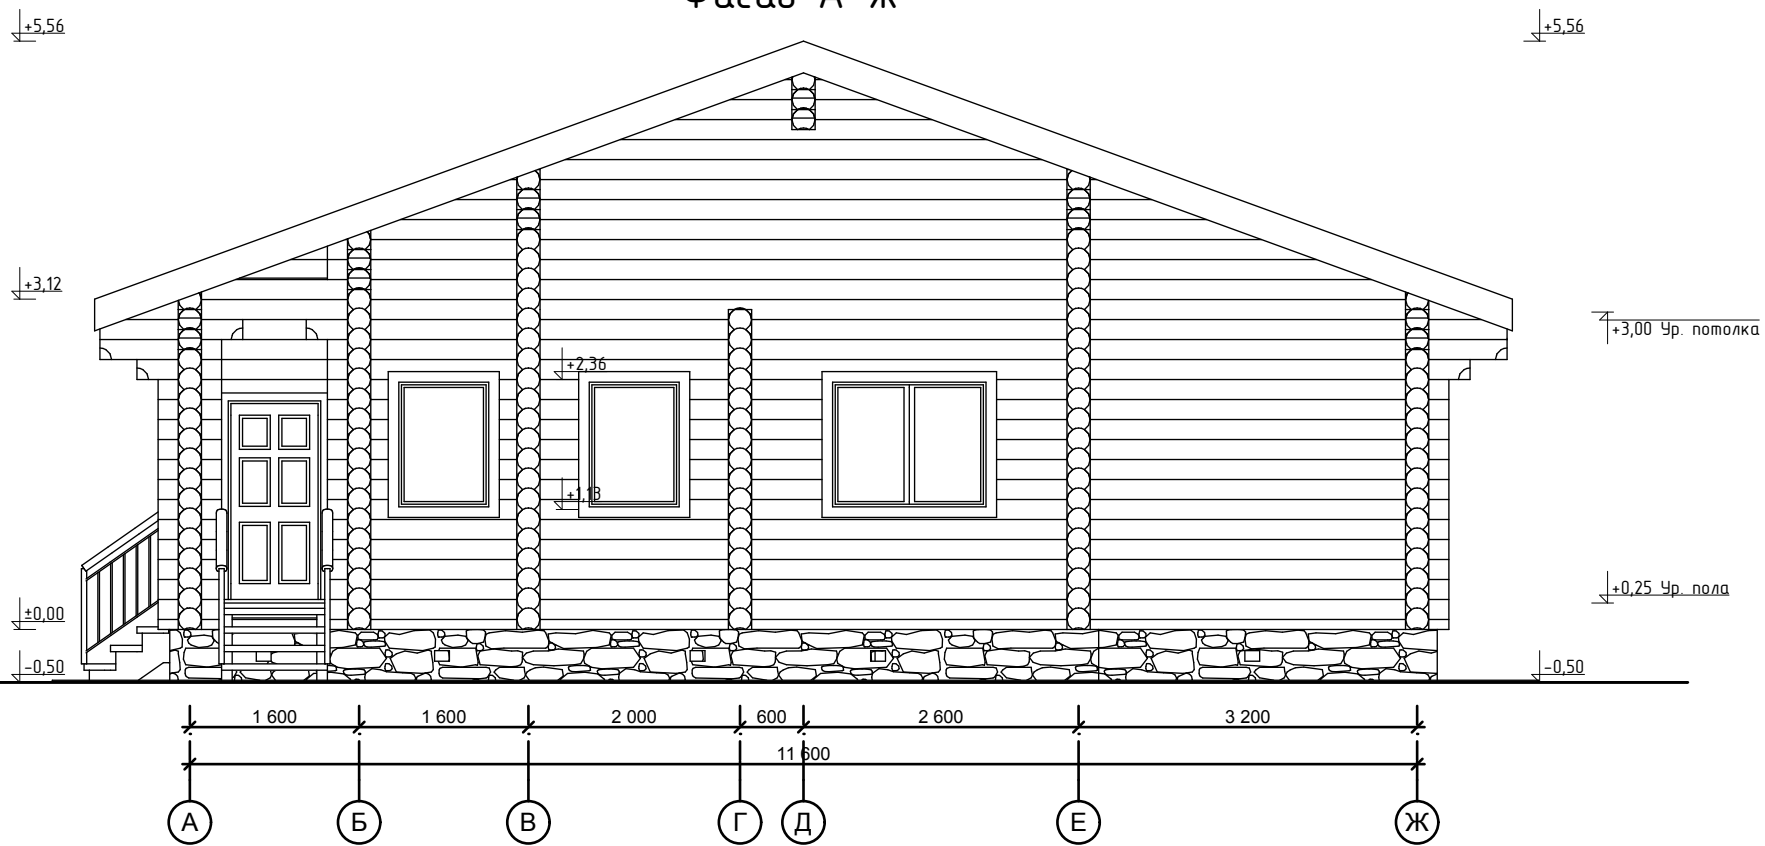 Фасад А-Ж
+5,56 +5,56
+3,12
+3,00 Ур. потолка
+2,36
+1,13
+0,25 Ур. пола
±0,00
-0,50 -0,50
1 600 1 600 2 000 600 2 600 3 200
11 600
А Б В Г Д Е Ж